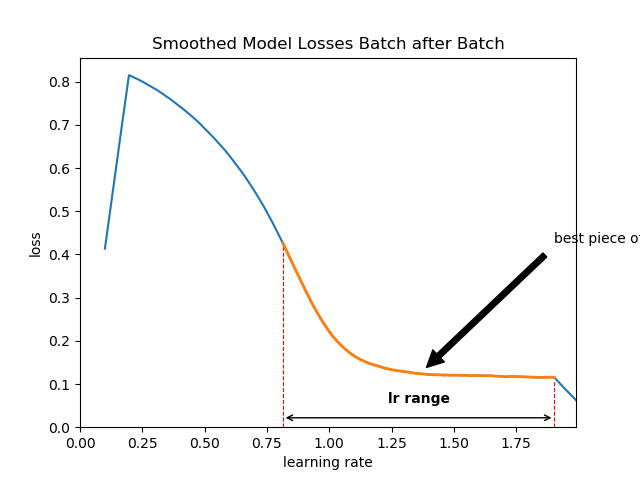 Smoothed Model Losses Batch after Batch
0.8
0.7
0.6
0.5
0.4
0.3
0.2
0.1
0.0
loss
best piece of
lr range
0.00 0.25 0.50 0.75 1.00 1.25 1.50 1.75
learning rate